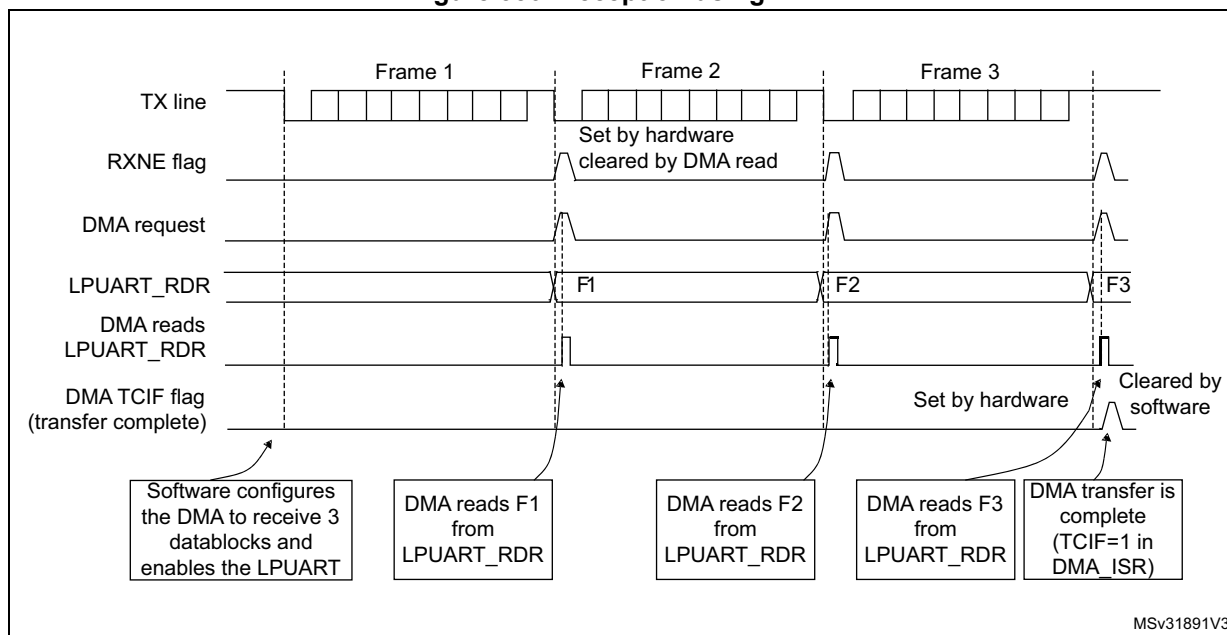 Frame 1
Frame 2
Frame 3
TX line
Set by hardware
cleared by DMA read
RXNE flag
DMA request
LPUART_RDR
F1
F2
F3
DMA reads
LPUART_RDR
DMA TCIF flag
(transfer complete)
Set by hardware
Cleared by
software
Software configures
the DMA to receive 3
datablocks and
enables the LPUART
DMA reads F1
from
LPUART_RDR
DMA reads F2
from
LPUART_RDR
DMA reads F3
from
LPUART_RDR
DMA transfer is
complete
(TCIF=1 in
DMA_ISR)
MSv31891V3